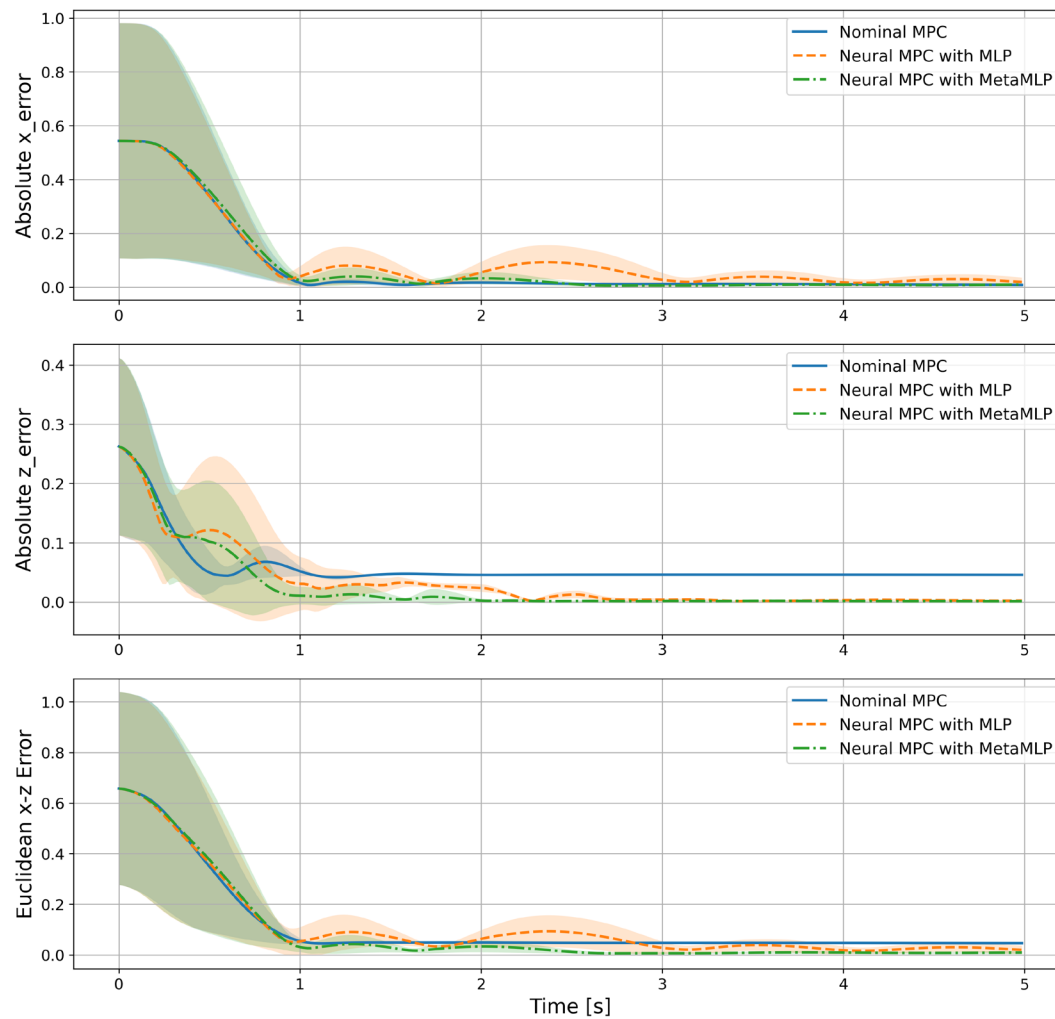 1.0
0.8
0.6
0.4
0.2
0.0
Absolute x_error
Nominal MPC
Neural MPC with MLP
Neural MPC with MetaMLP
0 1 2 3 4 5
0.4
0.3
0.2
0.1
0.0
Absolute z_error
Nominal MPC
Neural MPC with MLP
Neural MPC with MetaMLP
0 1 2 3 4 5
1.0
0.8
0.6
0.4
0.2
0.0
Euclidean x-z Error
Nominal MPC
Neural MPC with MLP
Neural MPC with MetaMLP
0 1 2 3 4 5
Time [s]